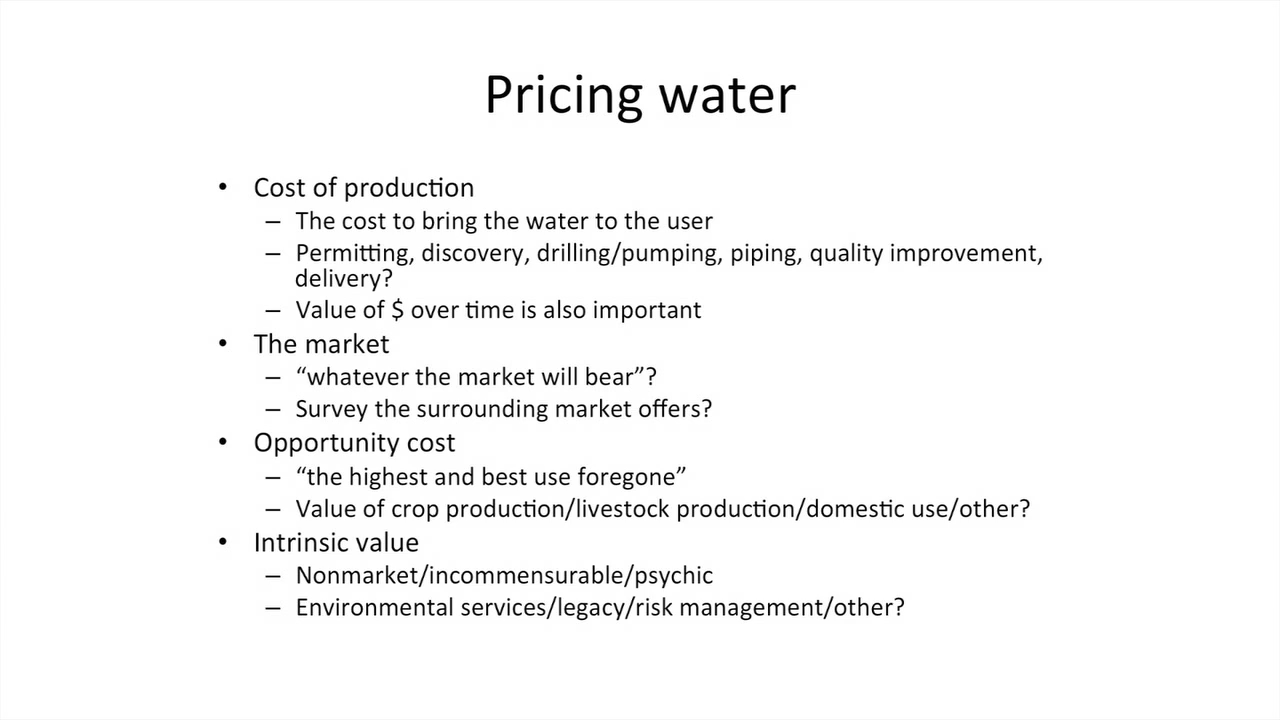 Pricing water
• Cost of production
– The cost to bring the water to the user
– Permitting, discovery, drilling/pumping, piping, quality improvement,
delivery?
– Value of $ over time is also important
• The market
– “whatever the market will bear”?
– Survey the surrounding market offers?
• Opportunity cost
– “the highest and best use foregone”
– Value of crop production/livestock production/domestic use/other?
• Intrinsic value
– Nonmarket/incommensurable/psychic
– Environmental services/legacy/risk management/other?